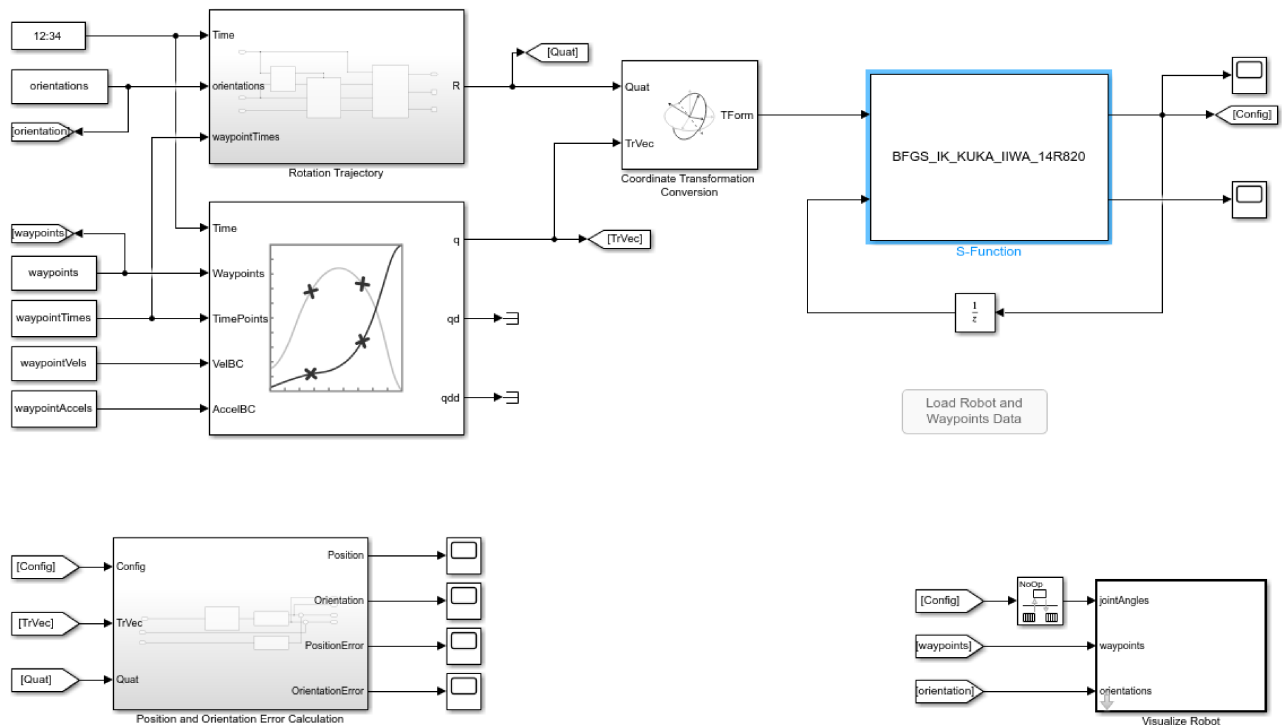 12:34
Time
orientations
orientations
[orientation]
waypointTimes
R
Rotation Trajectory
[Quat]
Quat
TrVec
TForm
Coordinate Transformation
Conversion
BFGS_IK_KUKA_IIWA_14R820
S-Function
[Config]
1
z
Load Robot and
Waypoints Data
[waypoints]
waypoints
waypointTimes
waypointVels
waypointAccels
Time
Waypoints
TimePoints
VelBC
AccelBC
q
qd
qdd
[TrVec]
[Config]
[TrVec]
[Quat]
Config
TrVec
Quat
Position
Orientation
PositionError
OrientationError
Position and Orientation Error Calculation
[Config]
[waypoints]
[orientation]
NoOp
jointAngles
waypoints
orientations
Visualize Robot